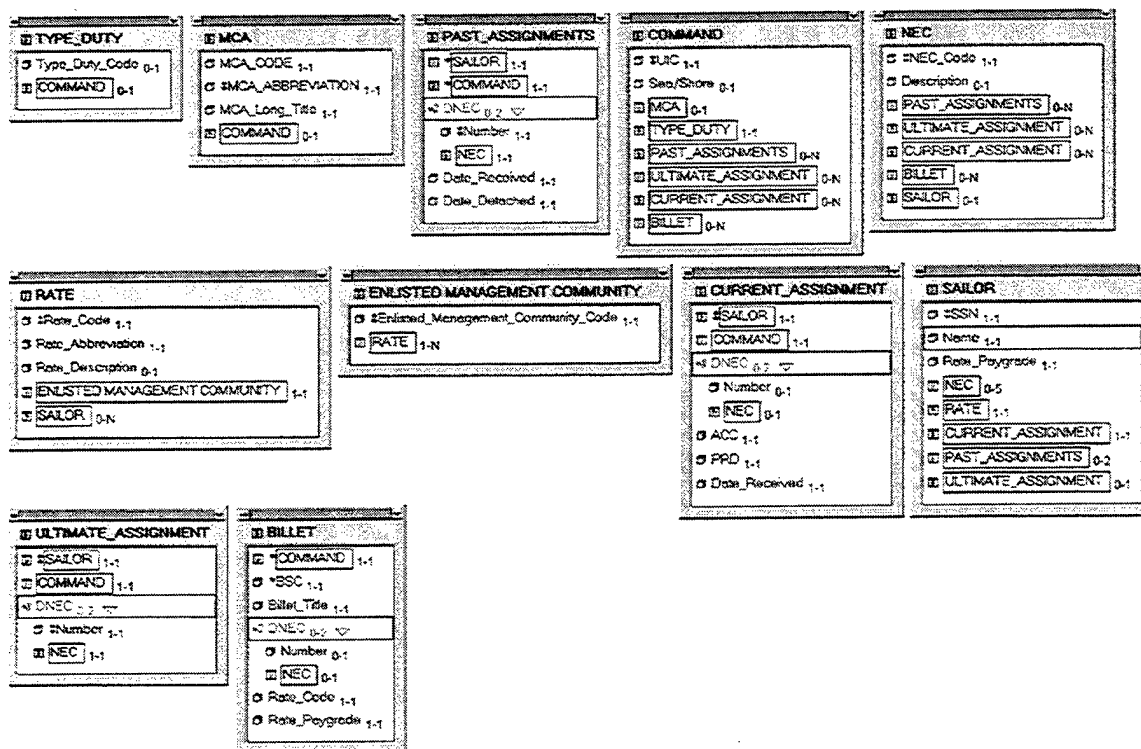 TYPE_DUTY
Type_Duty_Code 0-1
COMMAND 0-1
MCA
MCA_CODE 1-1
‡MCA_ABBREVIATION 1-1
MCA_Long_Title 1-1
COMMAND 0-1
PAST_ASSIGNMENTS
*SAILOR 1-1
*COMMAND 1-1
DNEC 0-2
‡Number 1-1
NEC 1-1
Date_Received 1-1
Date_Detached 1-1
COMMAND
‡UIC 1-1
Sea/Shore 0-1
MCA 0-1
TYPE_DUTY 1-1
PAST_ASSIGNMENTS 0-N
ULTIMATE_ASSIGNMENT 0-N
CURRENT_ASSIGNMENT 0-N
BILLET 0-N
NEC
‡NEC_Code 1-1
Description 0-1
PAST_ASSIGNMENTS 0-N
ULTIMATE_ASSIGNMENT 0-N
CURRENT_ASSIGNMENT 0-N
BILLET 0-N
SAILOR 0-1
RATE
‡Rate_Code 1-1
Rate_Abbreviation 1-1
Rate_Description 0-1
ENLISTED MANAGEMENT COMMUNITY 1-1
SAILOR 0-N
ENLISTED MANAGEMENT COMMUNITY
‡Enlisted_Management_Community_Code 1-1
RATE 1-N
CURRENT_ASSIGNMENT
‡SAILOR 1-1
COMMAND 1-1
DNEC 0-2
Number 0-1
NEC 0-1
ACC 1-1
PRD 1-1
Date_Received 1-1
SAILOR
‡SSN 1-1
Name 1-1
Rate_Paygrade 1-1
NEC 0-5
RATE 1-1
CURRENT_ASSIGNMENT 1-1
PAST_ASSIGNMENTS 0-2
ULTIMATE_ASSIGNMENT 0-1
ULTIMATE_ASSIGNMENT
‡SAILOR 1-1
COMMAND 1-1
DNEC 0-2
‡Number 1-1
NEC 1-1
BILLET
*COMMAND 1-1
*BSC 1-1
Billet_Title 1-1
DNEC 0-2
Number 0-1
NEC 0-1
Rate_Code 1-1
Rate_Paygrade 1-1